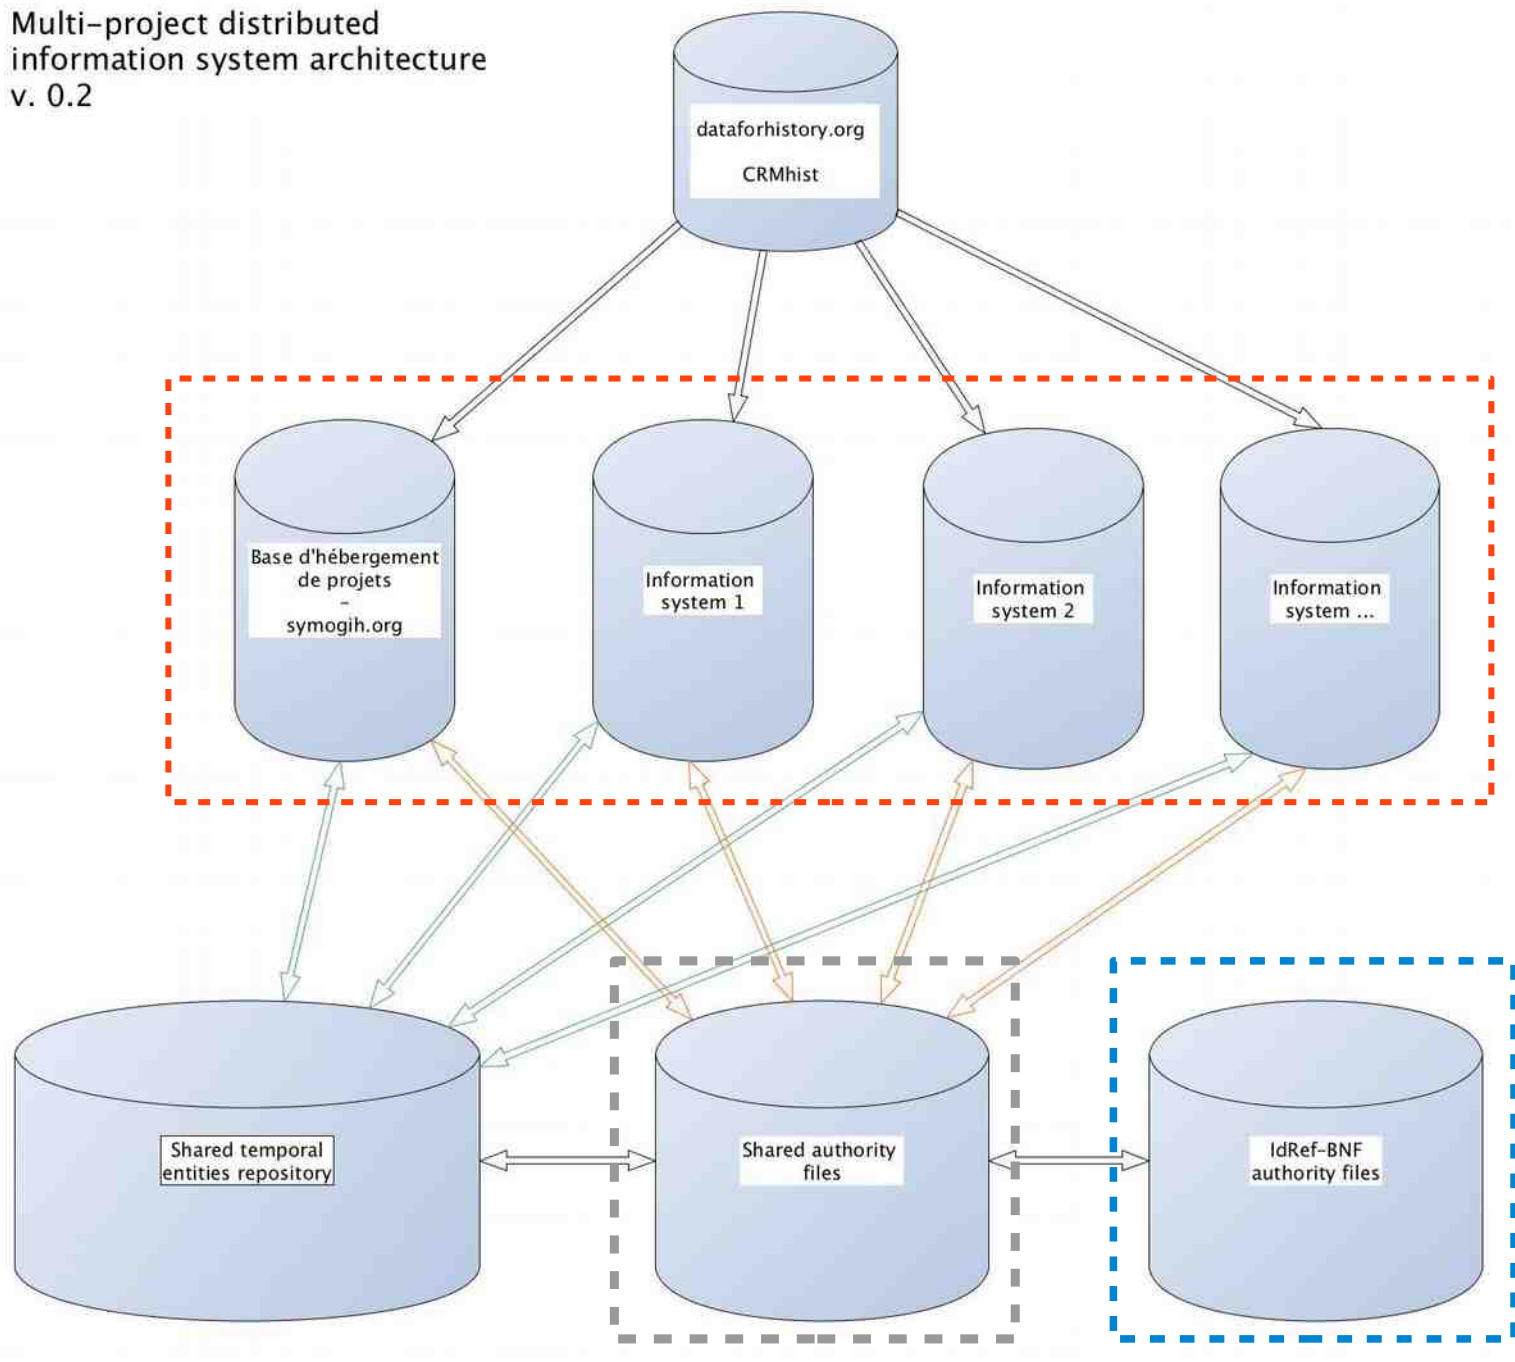 Multi-project distributed
information system architecture
v. 0.2
dataforhistory.org
CRMhist
Base d'hébergement
de projets
-
symogih.org
Information
system 1
Information
system 2
Information
system ...
Shared temporal
entities repository
Shared authority
files
IdRef-BNF
authority files